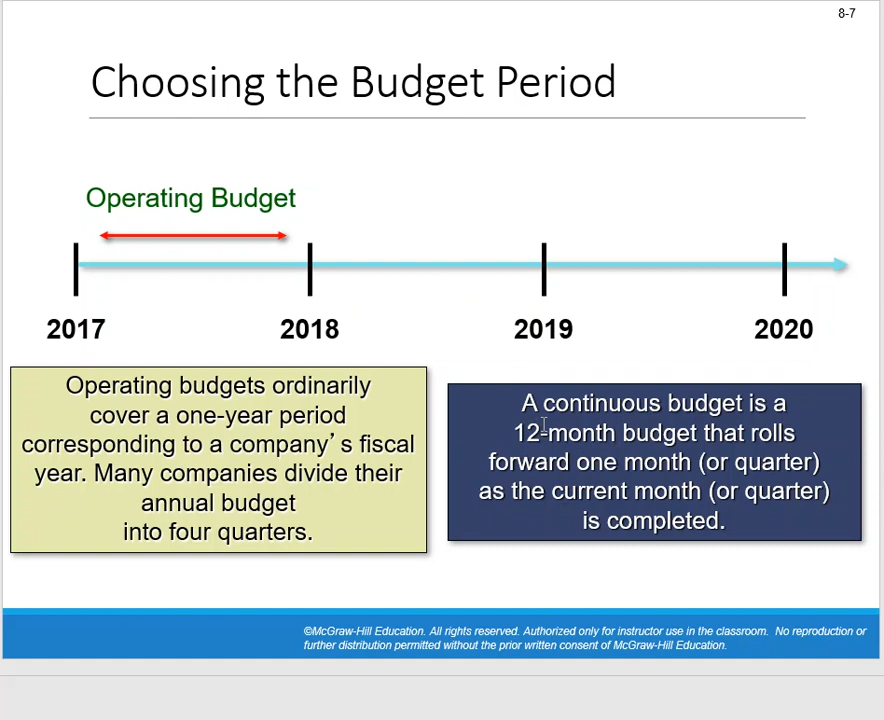 8-7
Choosing the Budget Period
Operating Budget
2017 2018 2019 2020
Operating budgets ordinarily
cover a one-year period
corresponding to a company’s fiscal
year. Many companies divide their
annual budget
into four quarters.
A continuous budget is a
12-month budget that rolls
forward one month (or quarter)
as the current month (or quarter)
is completed.
©McGraw-Hill Education. All rights reserved. Authorized only for instructor use in the classroom. No reproduction or
further distribution permitted without the prior written consent of McGraw-Hill Education.